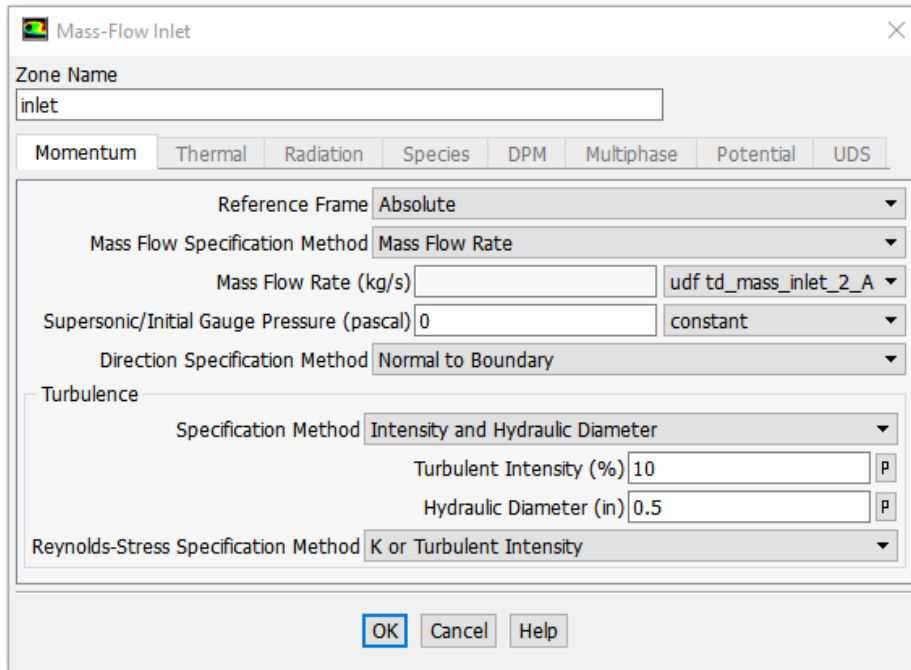 Mass-Flow Inlet
Zone Name
inlet
Momentum Thermal Radiation Species DPM Multiphase Potential UDS
Reference Frame Absolute
Mass Flow Specification Method Mass Flow Rate
Mass Flow Rate (kg/s) udf td_mass_inlet_2_A
Supersonic/Initial Gauge Pressure (pascal) 0 constant
Direction Specification Method Normal to Boundary
Turbulence
Specification Method Intensity and Hydraulic Diameter
Turbulent Intensity (%) 10 P
Hydraulic Diameter (in) 0.5 P
Reynolds-Stress Specification Method K or Turbulent Intensity
OK Cancel Help